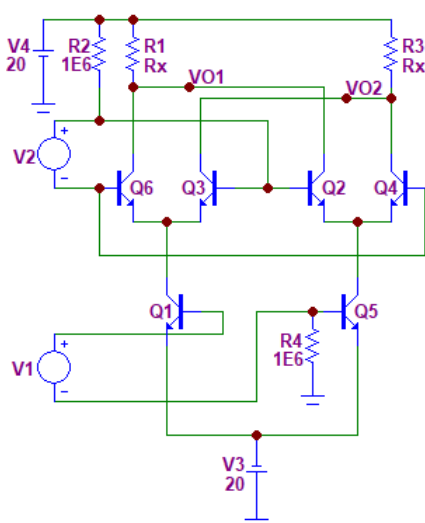 V4
20
R2
1E6
R1
Rx
R3
Rx
VO1
VO2
V2
+
-
Q6
Q3
Q2
Q4
Q1
Q5
V1
+
-
R4
1E6
V3
20